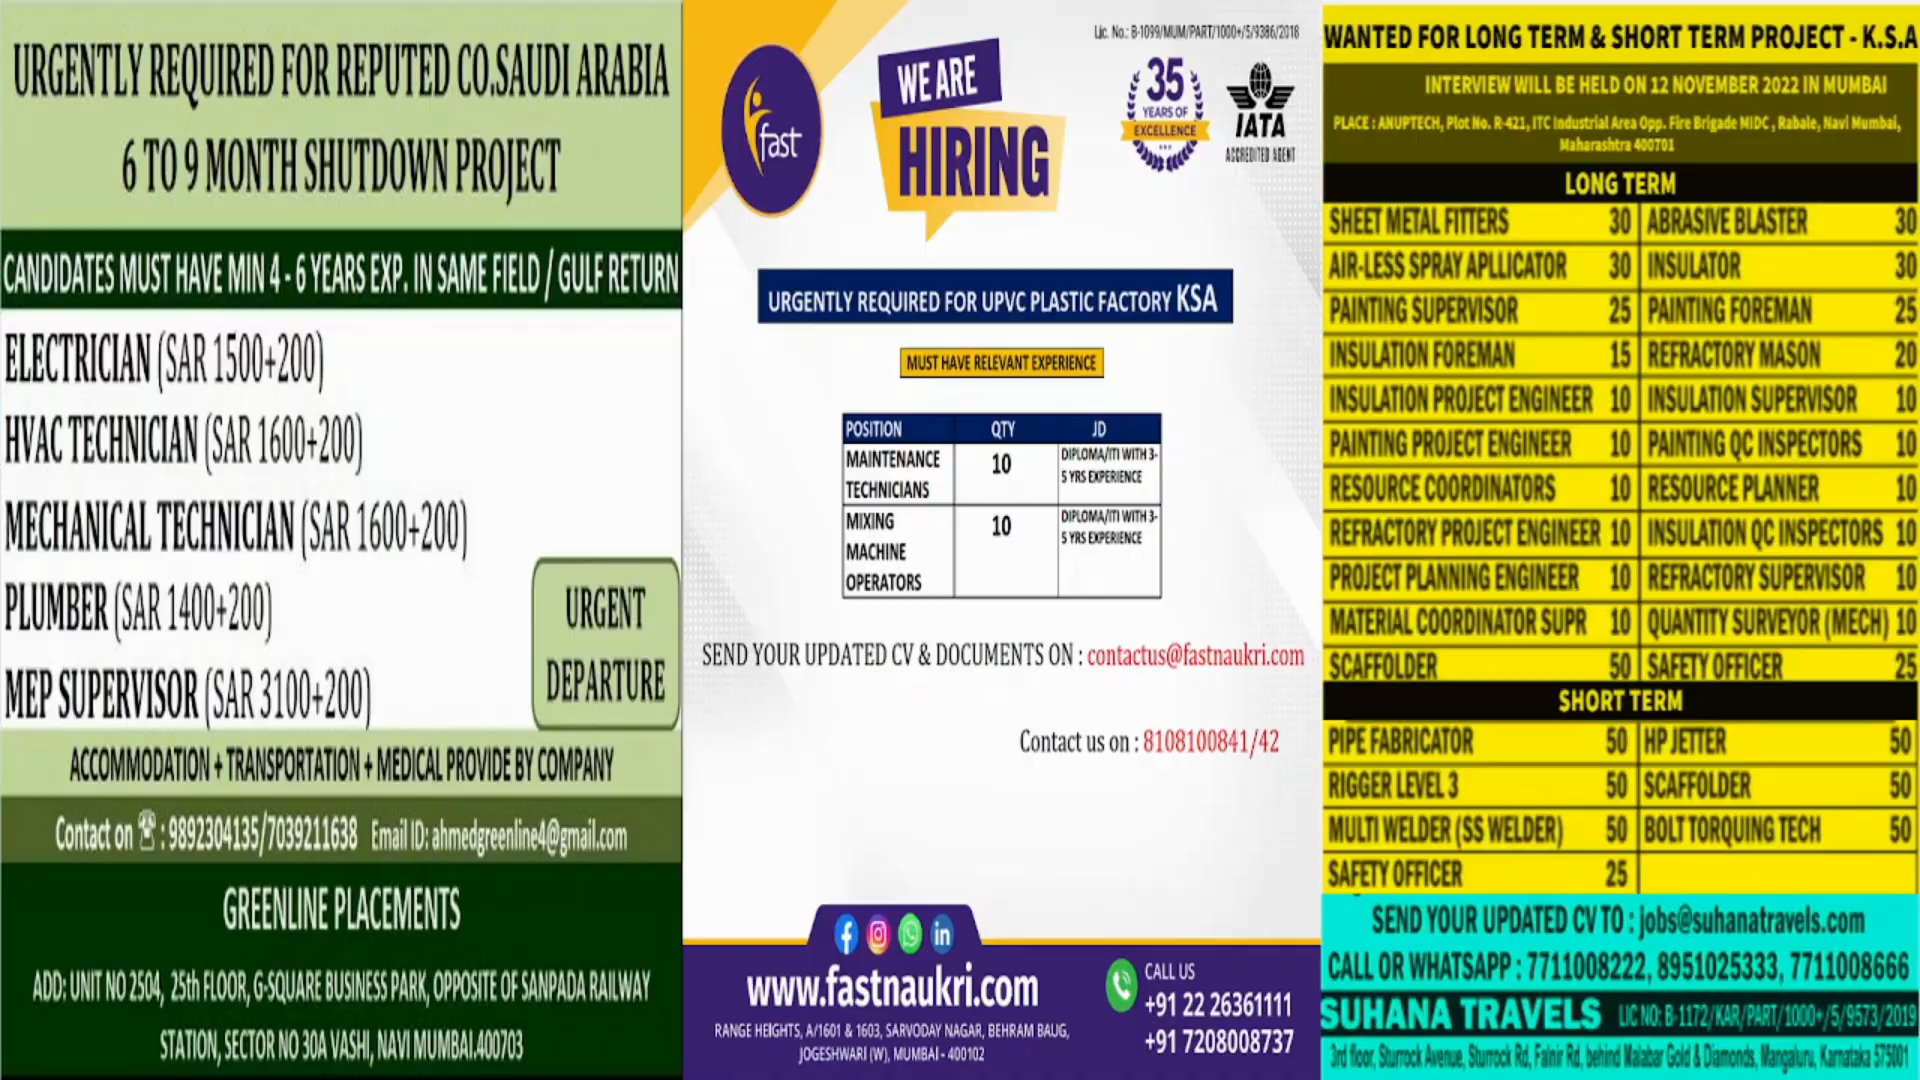 URGENTLY REQUIRED FOR REPUTED CO.SAUDI ARABIA
6 TO 9 MONTH SHUTDOWN PROJECT
CANDIDATES MUST HAVE MIN 4 - 6 YEARS EXP. IN SAME FIELD / GULF RETURN
ELECTRICIAN (SAR 1500+200)
HVAC TECHNICIAN (SAR 1600+200)
MECHANICAL TECHNICIAN (SAR 1600+200)
PLUMBER (SAR 1400+200)
MEP SUPERVISOR (SAR 3100+200)
URGENT
DEPARTURE
ACCOMMODATION + TRANSPORTATION + MEDICAL PROVIDE BY COMPANY
Contact on ☎ : 9892304135/7039211638 Email ID: ahmedgreenline4@gmail.com
GREENLINE PLACEMENTS
ADD: UNIT NO 2504, 25th FLOOR, G-SQUARE BUSINESS PARK, OPPOSITE OF SANPADA RAILWAY
STATION, SECTOR NO 30A VASHI, NAVI MUMBAI.400703
Lic. No.: B-1099/MUM/PART/1000+/5/9386/2018
fast
WE ARE
HIRING
35
YEARS OF
EXCELLENCE
IATA
ACCREDITED AGENT
URGENTLY REQUIRED FOR UPVC PLASTIC FACTORY KSA
MUST HAVE RELEVANT EXPERIENCE
POSITION QTY JD
MAINTENANCE TECHNICIANS 10 DIPLOMA/ITI WITH 3-5 YRS EXPERIENCE
MIXING MACHINE OPERATORS 10 DIPLOMA/ITI WITH 3-5 YRS EXPERIENCE
SEND YOUR UPDATED CV & DOCUMENTS ON : contactus@fastnaukri.com
Contact us on : 8108100841/42
www.fastnaukri.com
RANGE HEIGHTS, A/1601 & 1603, SARVODAY NAGAR, BEHRAM BAUG,
JOGESHWARI (W), MUMBAI - 400102
CALL US
+91 22 26361111
+91 7208008737
WANTED FOR LONG TERM & SHORT TERM PROJECT - K.S.A
INTERVIEW WILL BE HELD ON 12 NOVEMBER 2022 IN MUMBAI
PLACE : ANUPTECH, Plot No. R-421, ITC Industrial Area Opp. Fire Brigade MIDC , Rabale, Navi Mumbai,
Maharashtra 400701
LONG TERM
SHEET METAL FITTERS 30 ABRASIVE BLASTER 30
AIR-LESS SPRAY APLLICATOR 30 INSULATOR 30
PAINTING SUPERVISOR 25 PAINTING FOREMAN 25
INSULATION FOREMAN 15 REFRACTORY MASON 20
INSULATION PROJECT ENGINEER 10 INSULATION SUPERVISOR 10
PAINTING PROJECT ENGINEER 10 PAINTING QC INSPECTORS 10
RESOURCE COORDINATORS 10 RESOURCE PLANNER 10
REFRACTORY PROJECT ENGINEER 10 INSULATION QC INSPECTORS 10
PROJECT PLANNING ENGINEER 10 REFRACTORY SUPERVISOR 10
MATERIAL COORDINATOR SUPR 10 QUANTITY SURVEYOR (MECH) 10
SCAFFOLDER 50 SAFETY OFFICER 25
SHORT TERM
PIPE FABRICATOR 50 HP JETTER 50
RIGGER LEVEL 3 50 SCAFFOLDER 50
MULTI WELDER (SS WELDER) 50 BOLT TORQUING TECH 50
SAFETY OFFICER 25
SEND YOUR UPDATED CV TO : jobs@suhanatravels.com
CALL OR WHATSAPP : 7711008222, 8951025333, 7711008666
SUHANA TRAVELS LIC NO: B-1172/KAR/PART/1000+/5/9573/2019
3rd floor, Sturrock Avenue, Sturrock Rd, Falnir Rd, behind Malabar Gold & Diamonds, Mangaluru, Karnataka 575001